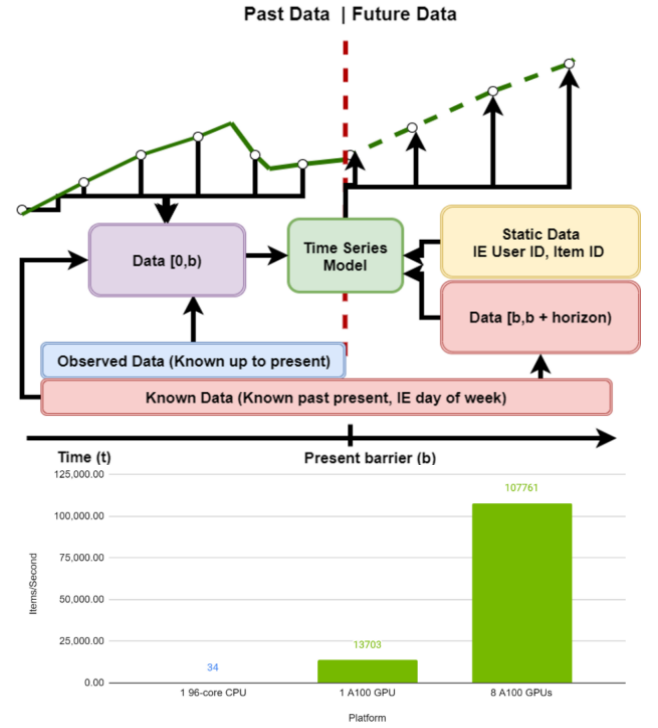 Past Data | Future Data
Data [0,b)
Time Series
Model
Static Data
IE User ID, Item ID
Data [b,b + horizon)
Observed Data (Known up to present)
Known Data (Known past present, IE day of week)
Time (t)
Present barrier (b)
125,000.00
100,000.00
75,000.00
50,000.00
25,000.00
0.00
Items/Second
34
13703
107761
1 96-core CPU
1 A100 GPU
8 A100 GPUs
Platform